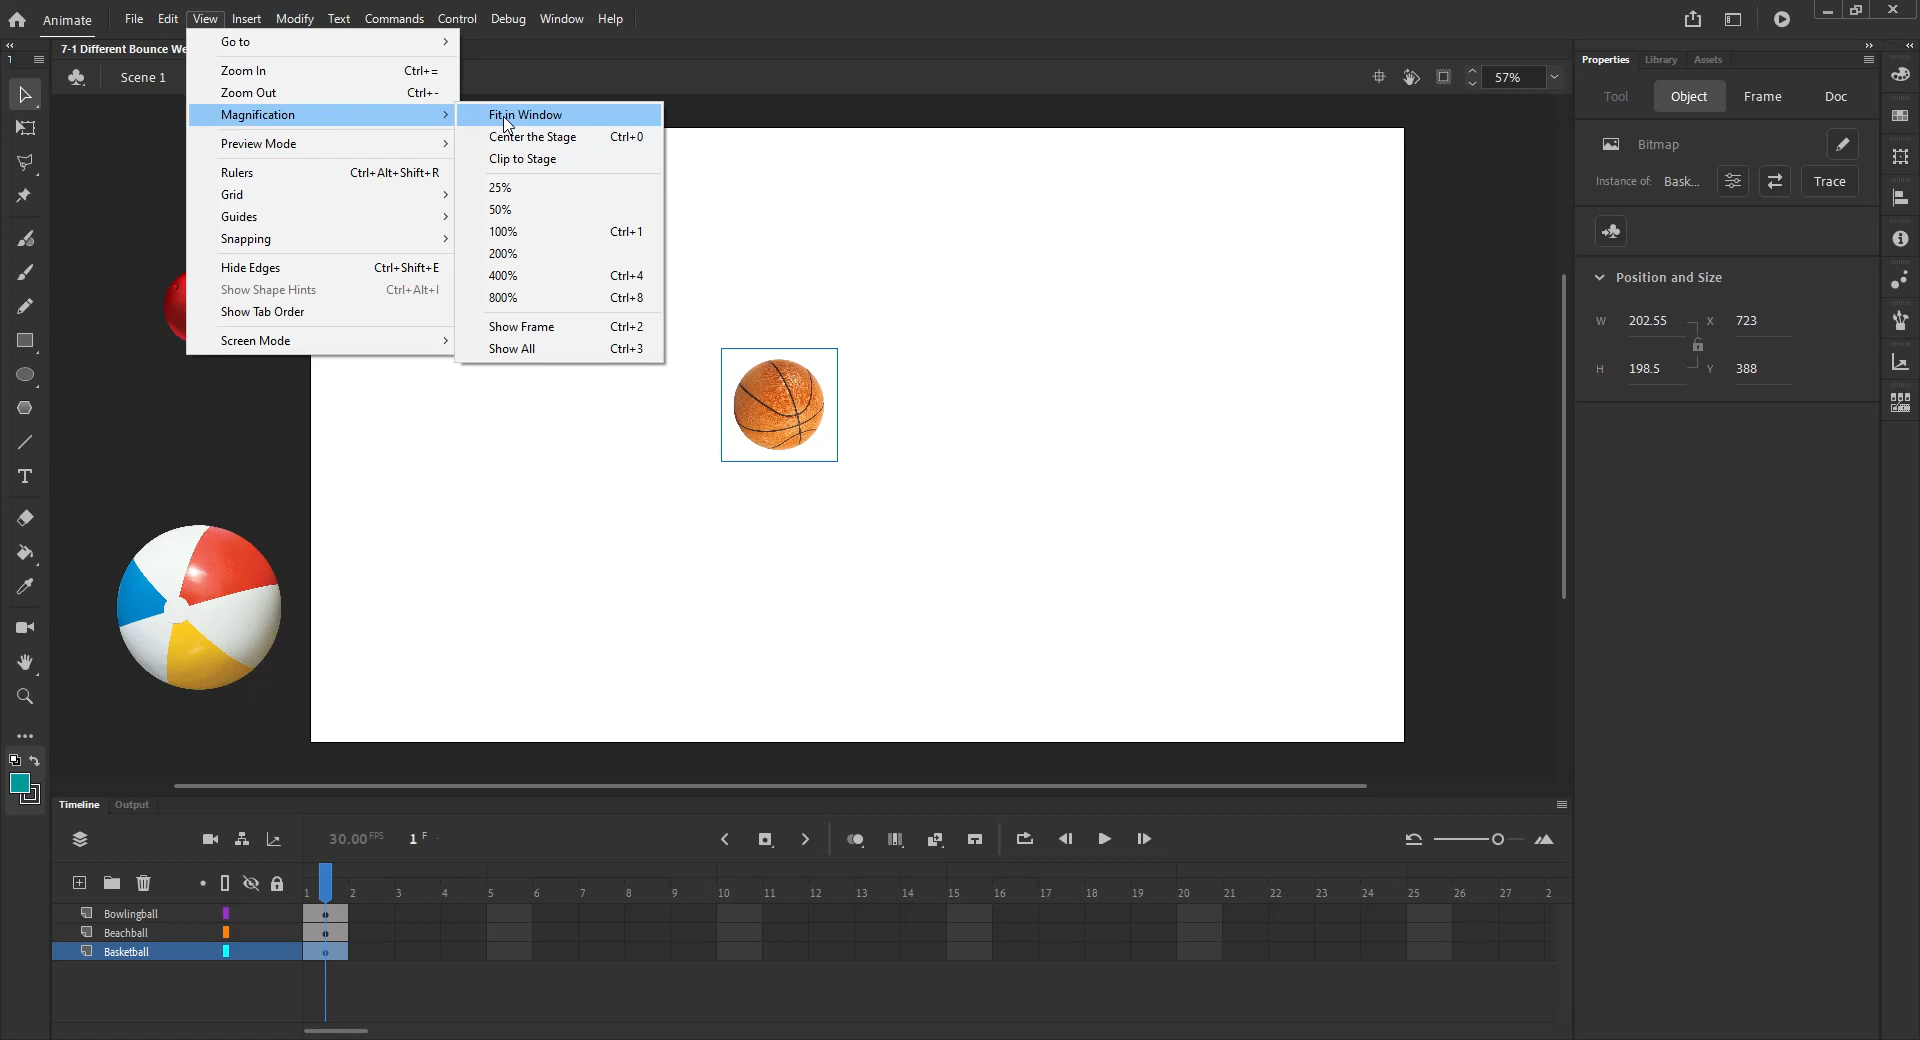 Animate
File Edit View Insert Modify Text Commands Control Debug Window Help
7-1 Different Bounce We
1
Scene 1
57%
Go to
Zoom In Ctrl+=
Zoom Out Ctrl+-
Magnification
Preview Mode
Rulers Ctrl+Alt+Shift+R
Grid
Guides
Snapping
Hide Edges Ctrl+Shift+E
Show Shape Hints Ctrl+Alt+I
Show Tab Order
Screen Mode
Fit in Window
Center the Stage Ctrl+0
Clip to Stage
25%
50%
100% Ctrl+1
200%
400% Ctrl+4
800% Ctrl+8
Show Frame Ctrl+2
Show All Ctrl+3
Properties Library Assets
Tool Object Frame Doc
Bitmap
Instance of: Bask... Trace
Position and Size
W 202.55 X 723
H 198.5 Y 388
Timeline Output
30.00 FPS 1 F
1 2 3 4 5 6 7 8 9 10 11 12 13 14 15 16 17 18 19 20 21 22 23 24 25 26 27 2
Bowlingball
Beachball
Basketball